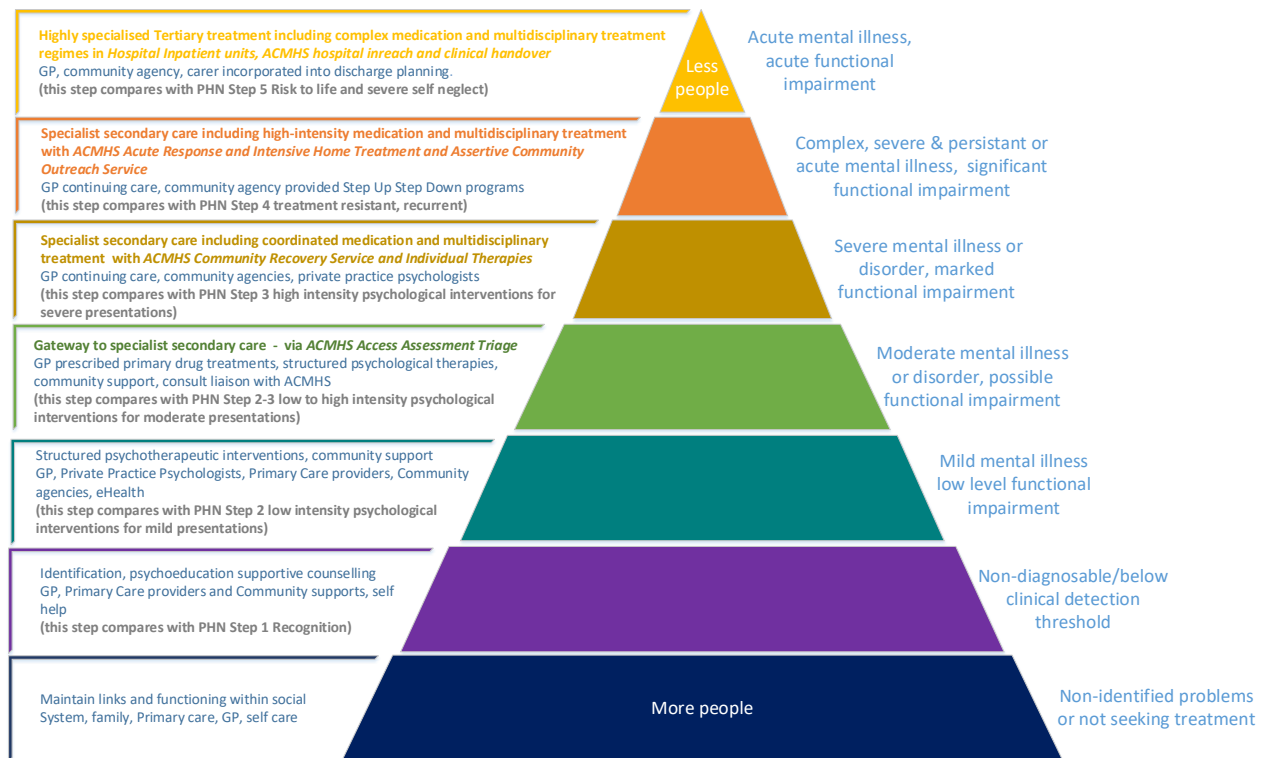 Highly specialised Tertiary treatment including complex medication and multidisciplinary treatment
regimes in Hospital Inpatient units, ACMHS hospital inreach and clinical handover
GP, community agency, carer incorporated into discharge planning.
(this step compares with PHN Step 5 Risk to life and severe self neglect)
Less
people
Acute mental illness,
acute functional
impairment
Specialist secondary care including high-intensity medication and multidisciplinary treatment
with ACMHS Acute Response and Intensive Home Treatment and Assertive Community
Outreach Service
GP continuing care, community agency provided Step Up Step Down programs
(this step compares with PHN Step 4 treatment resistant, recurrent)
Complex, severe & persistant or
acute mental illness, significant
functional impairment
Specialist secondary care including coordinated medication and multidisciplinary
treatment with ACMHS Community Recovery Service and Individual Therapies
GP continuing care, community agencies, private practice psychologists
(this step compares with PHN Step 3 high intensity psychological interventions for
severe presentations)
Severe mental illness or
disorder, marked
functional impairment
Gateway to specialist secondary care - via ACMHS Access Assessment Triage
GP prescribed primary drug treatments, structured psychological therapies,
community support, consult liaison with ACMHS
(this step compares with PHN Step 2-3 low to high intensity psychological
interventions for moderate presentations)
Moderate mental illness
or disorder, possible
functional impairment
Structured psychotherapeutic interventions, community support
GP, Private Practice Psychologists, Primary Care providers, Community
agencies, eHealth
(this step compares with PHN Step 2 low intensity psychological
interventions for mild presentations)
Mild mental illness
low level functional
impairment
Identification, psychoeducation supportive counselling
GP, Primary Care providers and Community supports, self
help
(this step compares with PHN Step 1 Recognition)
Non-diagnosable/below
clinical detection
threshold
Maintain links and functioning within social
System, family, Primary care, GP, self care
More people
Non-identified problems
or not seeking treatment